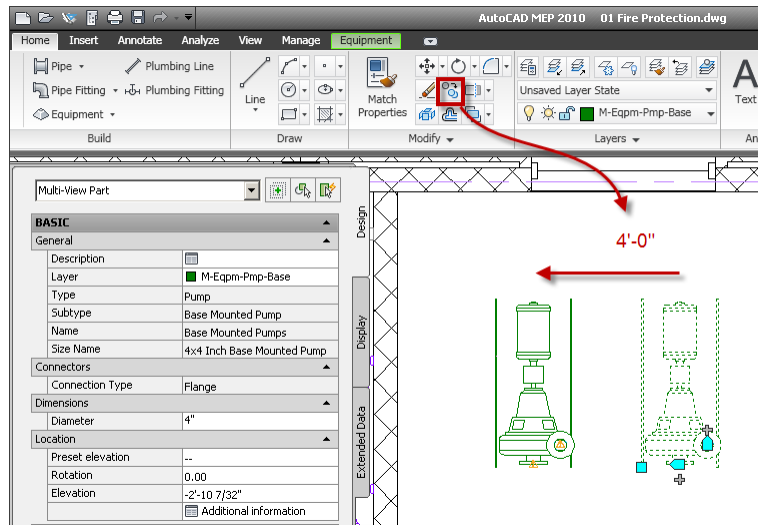 AutoCAD MEP 2010 01 Fire Protection.dwg
Home Insert Annotate Analyze View Manage Equipment
Pipe Plumbing Line
Pipe Fitting Plumbing Fitting
Equipment
Build
Line
Draw
Match Properties
Modify
Unsaved Layer State
M-Eqpm-Pmp-Base
Layers
A
Text
An
Multi-View Part
BASIC
General
Description
Layer M-Eqpm-Pmp-Base
Type Pump
Subtype Base Mounted Pump
Name Base Mounted Pumps
Size Name 4x4 Inch Base Mounted Pump
Connectors
Connection Type Flange
Dimensions
Diameter 4"
Location
Preset elevation --
Rotation 0.00
Elevation -2'-10 7/32"
Additional information
Design
Display
Extended Data
4'-0"